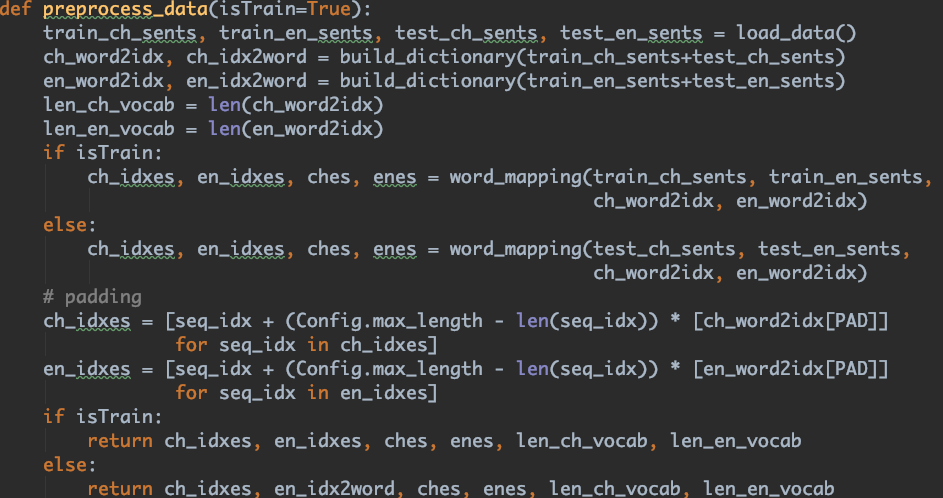 def preprocess_data(isTrain=True):
    train_ch_sents, train_en_sents, test_ch_sents, test_en_sents = load_data()
    ch_word2idx, ch_idx2word = build_dictionary(train_ch_sents+test_ch_sents)
    en_word2idx, en_idx2word = build_dictionary(train_en_sents+test_en_sents)
    len_ch_vocab = len(ch_word2idx)
    len_en_vocab = len(en_word2idx)
    if isTrain:
        ch_idxes, en_idxes, ches, enes = word_mapping(train_ch_sents, train_en_sents,
                                                      ch_word2idx, en_word2idx)
    else:
        ch_idxes, en_idxes, ches, enes = word_mapping(test_ch_sents, test_en_sents,
                                                      ch_word2idx, en_word2idx)
    # padding
    ch_idxes = [seq_idx + (Config.max_length - len(seq_idx)) * [ch_word2idx[PAD]]
                for seq_idx in ch_idxes]
    en_idxes = [seq_idx + (Config.max_length - len(seq_idx)) * [en_word2idx[PAD]]
                for seq_idx in en_idxes]
    if isTrain:
        return ch_idxes, en_idxes, ches, enes, len_ch_vocab, len_en_vocab
    else:
        return ch_idxes, en_idx2word, ches, enes, len_ch_vocab, len_en_vocab